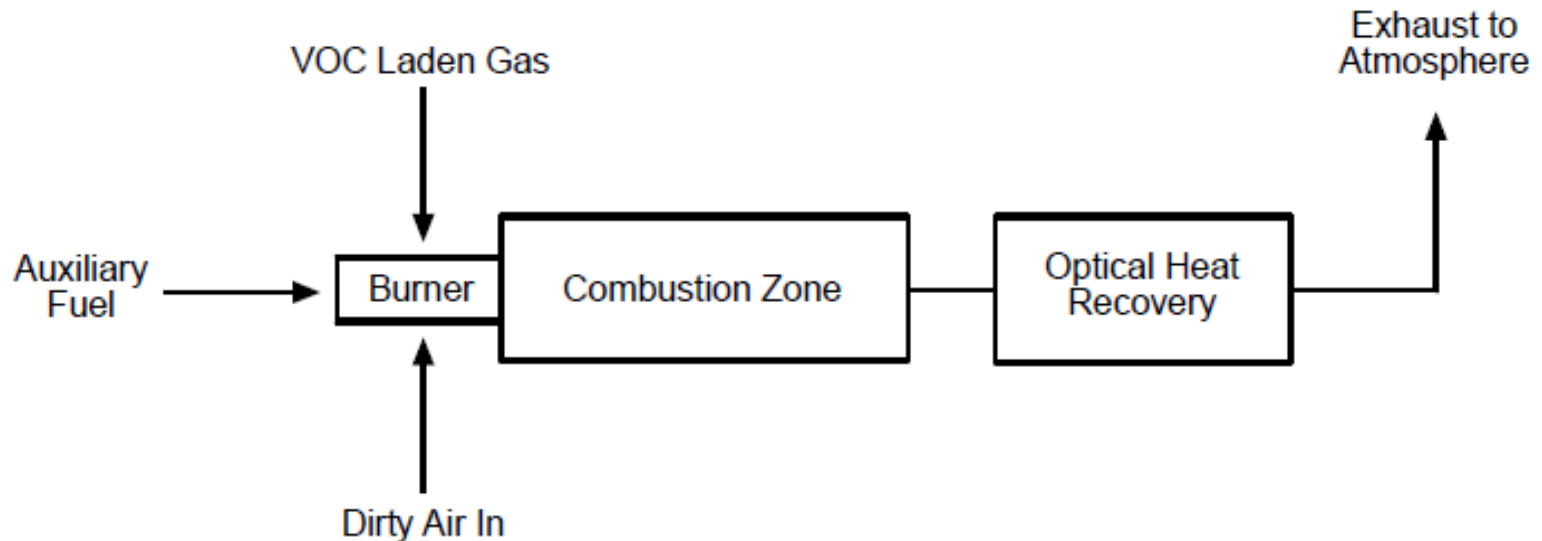 Exhaust to
Atmosphere
VOC Laden Gas
Auxiliary
Fuel
Burner
Combustion Zone
Optical Heat
Recovery
Dirty Air In